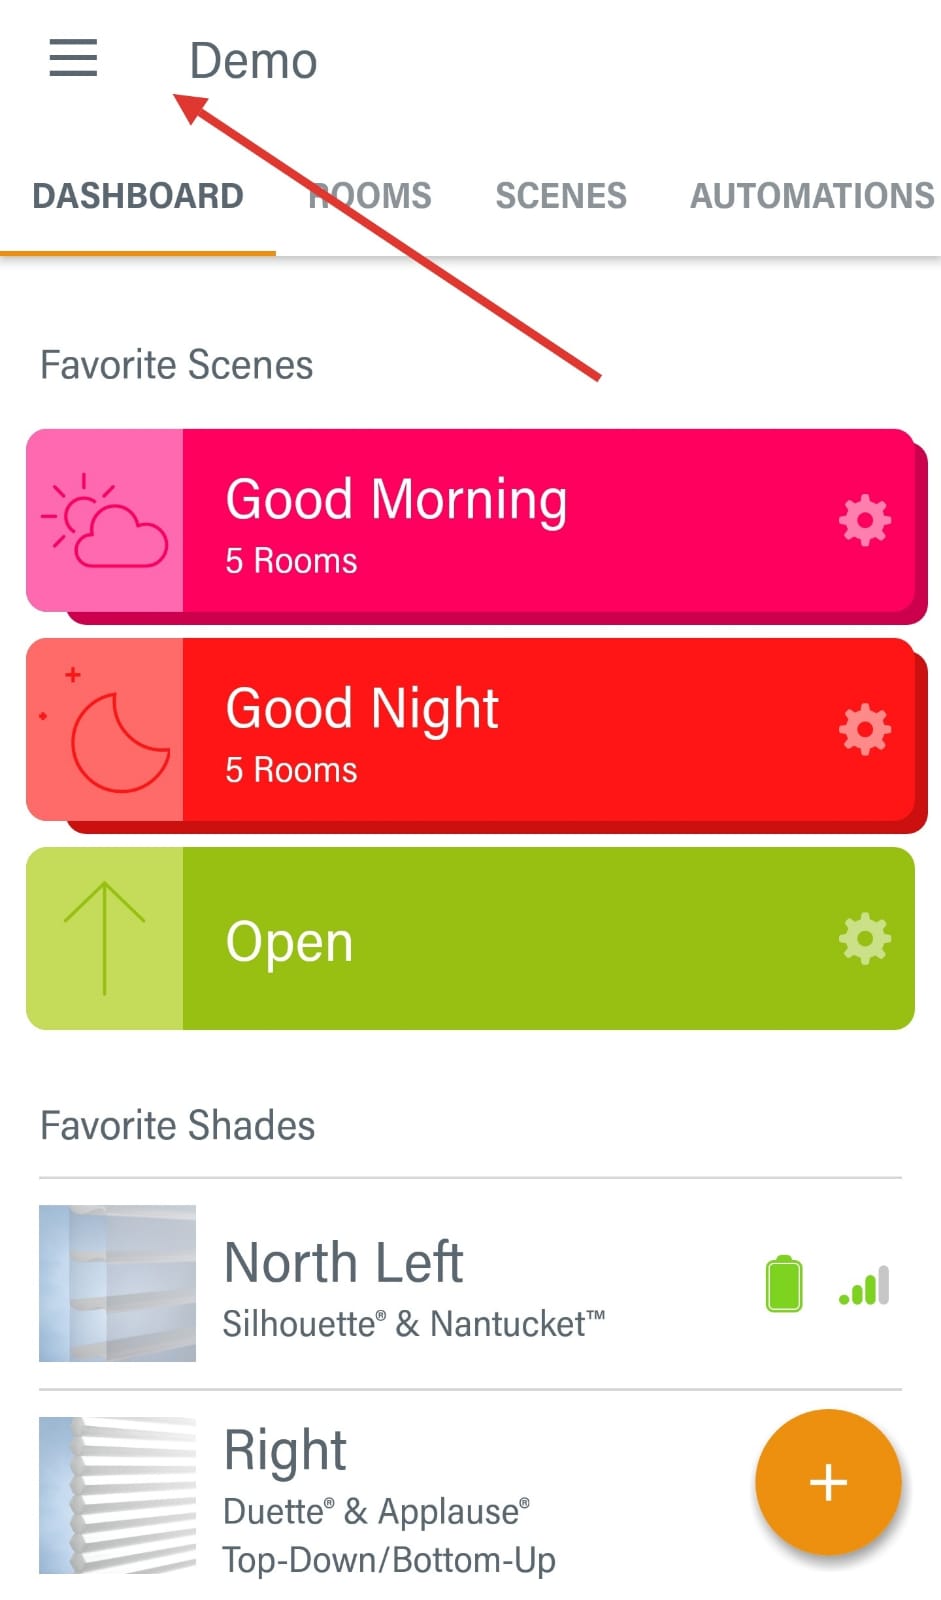 Demo
DASHBOARD ROOMS SCENES AUTOMATIONS
Favorite Scenes
Good Morning
5 Rooms
Good Night
5 Rooms
Open
Favorite Shades
North Left
Silhouette® & Nantucket™
Right
Duette® & Applause®
Top-Down/Bottom-Up